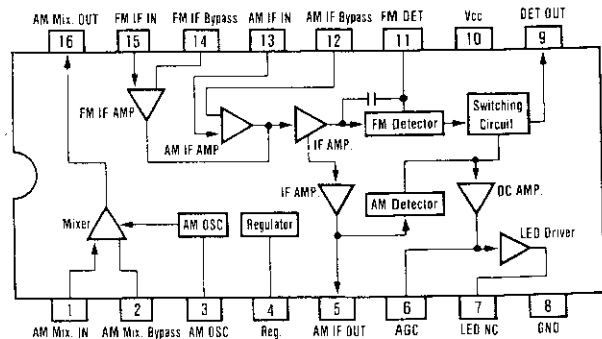 AM Mix. OUT FM IF IN FM IF Bypass AM IF IN AM IF Bypass FM DET Vcc DET OUT
16 15 14 13 12 11 10 9
FM IF AMP
AM IF AMP
IF AMP.
FM Detector
Switching
Circuit
IF AMP.
AM Detector
DC AMP.
Mixer
AM OSC
Regulator
LED Driver
1 2 3 4 5 6 7 8
AM Mix. IN AM Mix. Bypass AM OSC Reg. AM IF OUT AGC LED NC GND